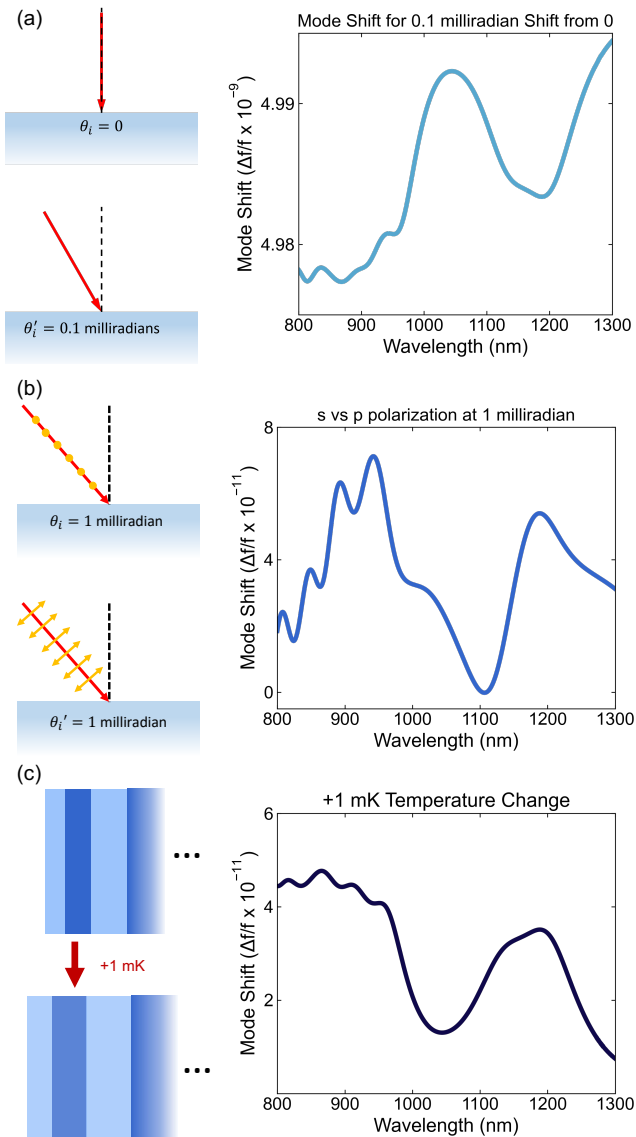 (a)
θᵢ = 0
θᵢ′ = 0.1 milliradians
Mode Shift for 0.1 milliradian Shift from 0
Mode Shift (Δf/f x 10⁻⁹)
4.99
4.98
800 900 1000 1100 1200 1300
Wavelength (nm)
(b)
θᵢ = 1 milliradian
θᵢ′ = 1 milliradian
s vs p polarization at 1 milliradian
Mode Shift (Δf/f x 10⁻¹¹)
8
4
0
800 900 1000 1100 1200 1300
Wavelength (nm)
(c)
...
+1 mK
...
+1 mK Temperature Change
Mode Shift (Δf/f x 10⁻¹¹)
6
4
2
800 900 1000 1100 1200 1300
Wavelength (nm)